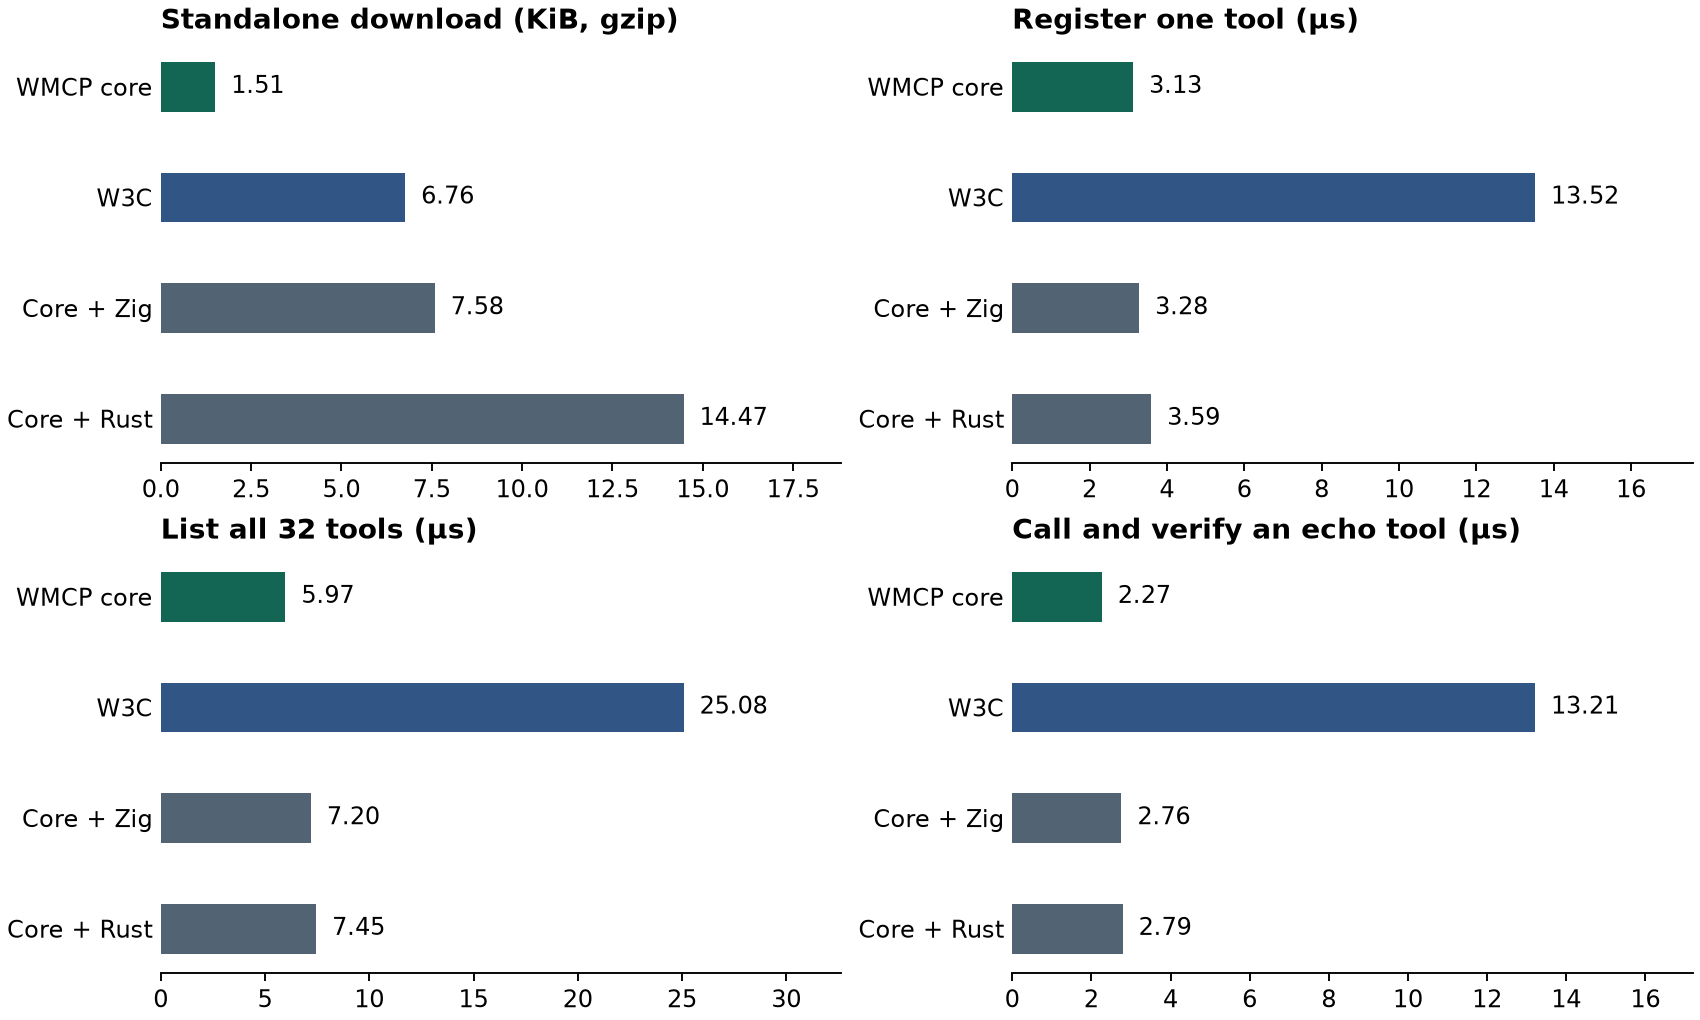 Standalone download (KiB, gzip)
WMCP core 1.51
W3C 6.76
Core + Zig 7.58
Core + Rust 14.47
0.0 2.5 5.0 7.5 10.0 12.5 15.0 17.5
Register one tool (µs)
WMCP core 3.13
W3C 13.52
Core + Zig 3.28
Core + Rust 3.59
0 2 4 6 8 10 12 14 16
List all 32 tools (µs)
WMCP core 5.97
W3C 25.08
Core + Zig 7.20
Core + Rust 7.45
0 5 10 15 20 25 30
Call and verify an echo tool (µs)
WMCP core 2.27
W3C 13.21
Core + Zig 2.76
Core + Rust 2.79
0 2 4 6 8 10 12 14 16